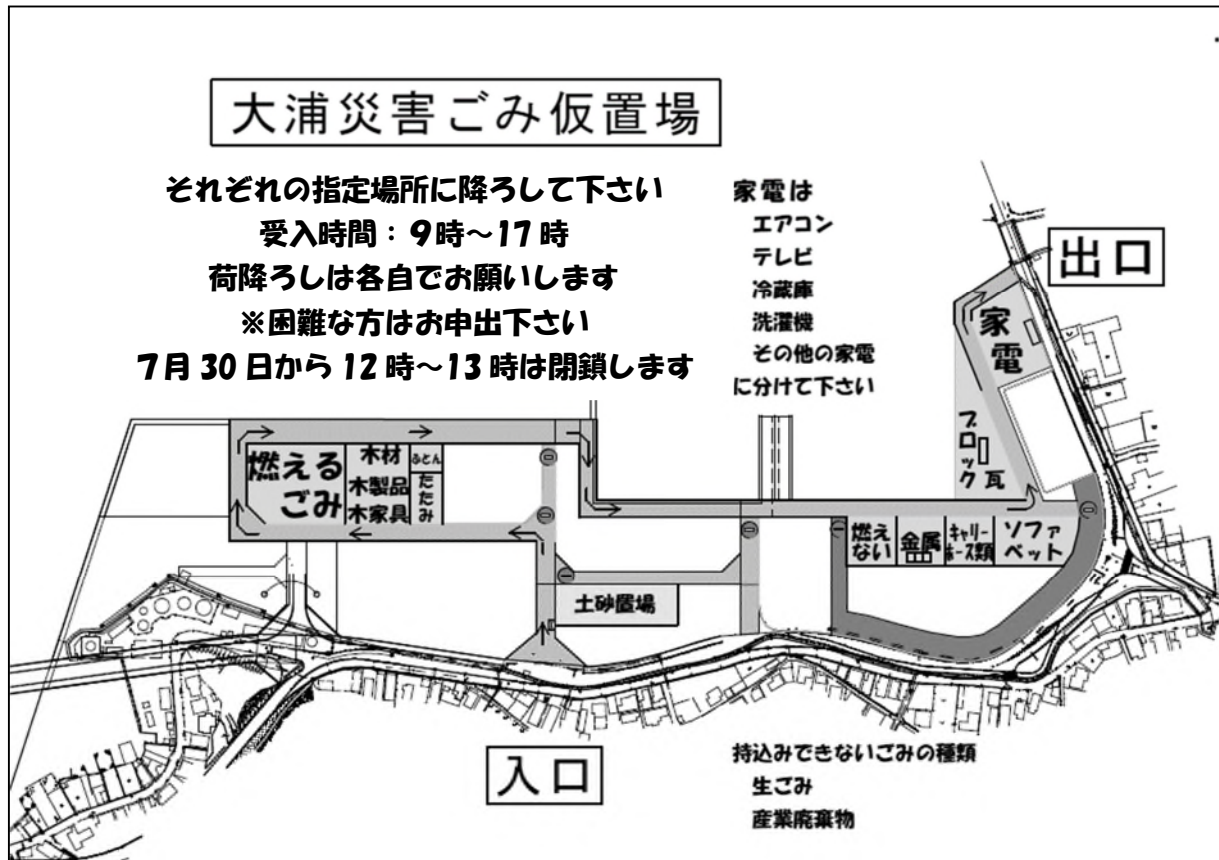 大浦災害ごみ仮置場
それぞれの指定場所に降ろして下さい
受入時間：9時～17時
荷降ろしは各自でお願いします
※困難な方はお申出下さい
7月30日から12時～13時は閉鎖します
家電は
エアコン
テレビ
冷蔵庫
洗濯機
その他の家電
に分けて下さい
出口
家電
ブロック
瓦
燃える
ごみ
木材
木製品
木家具
ふとん
たたみ
燃え
ない
金属
キャリー
ホース類
ソファ
ベット
土砂置場
入口
持込みできないごみの種類
生ごみ
産業廃棄物